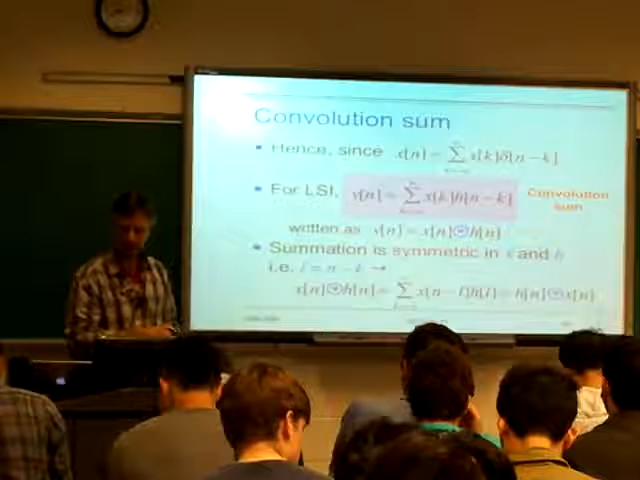 Convolution sum
• Hence, since x[n] = ∑ x[k]δ[n−k]
• For LSI, y[n] = ∑ x[k]h[n−k] Convolution sum
written as y[n] = x[n]⊛h[n]
• Summation is symmetric in x and h
i.e. l = n − k →
x[n]⊛h[n] = ∑ x[n−l]h[l] = h[n]⊛x[n]